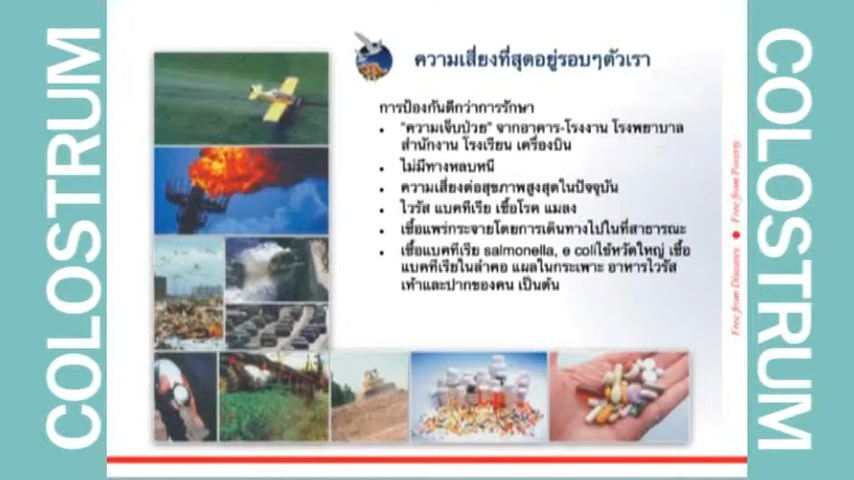 COLOSTRUM
ความเสี่ยงที่สุดอยู่รอบๆตัวเรา
การป้องกันดีกว่าการรักษา
• "ความเจ็บป่วย" จากอาคาร-โรงงาน โรงพยาบาล
สำนักงาน โรงเรียน เครื่องบิน
• ไม่มีทางหลบหนี
• ความเสี่ยงต่อสุขภาพสูงสุดในปัจจุบัน
• ไวรัส แบคทีเรีย เชื้อโรค แมลง
• เชื้อแพร่กระจายโดยการเดินทางไปในที่สาธารณะ
• เชื้อแบคทีเรีย salmonella, e coliไข้หวัดใหญ่ เชื้อ
แบคทีเรียในลำคอ แผลในกระเพาะ อาหารไวรัส
เท้าและปากของคน เป็นต้น
Free from Diseases • Free from Poverty
COLOSTRUM